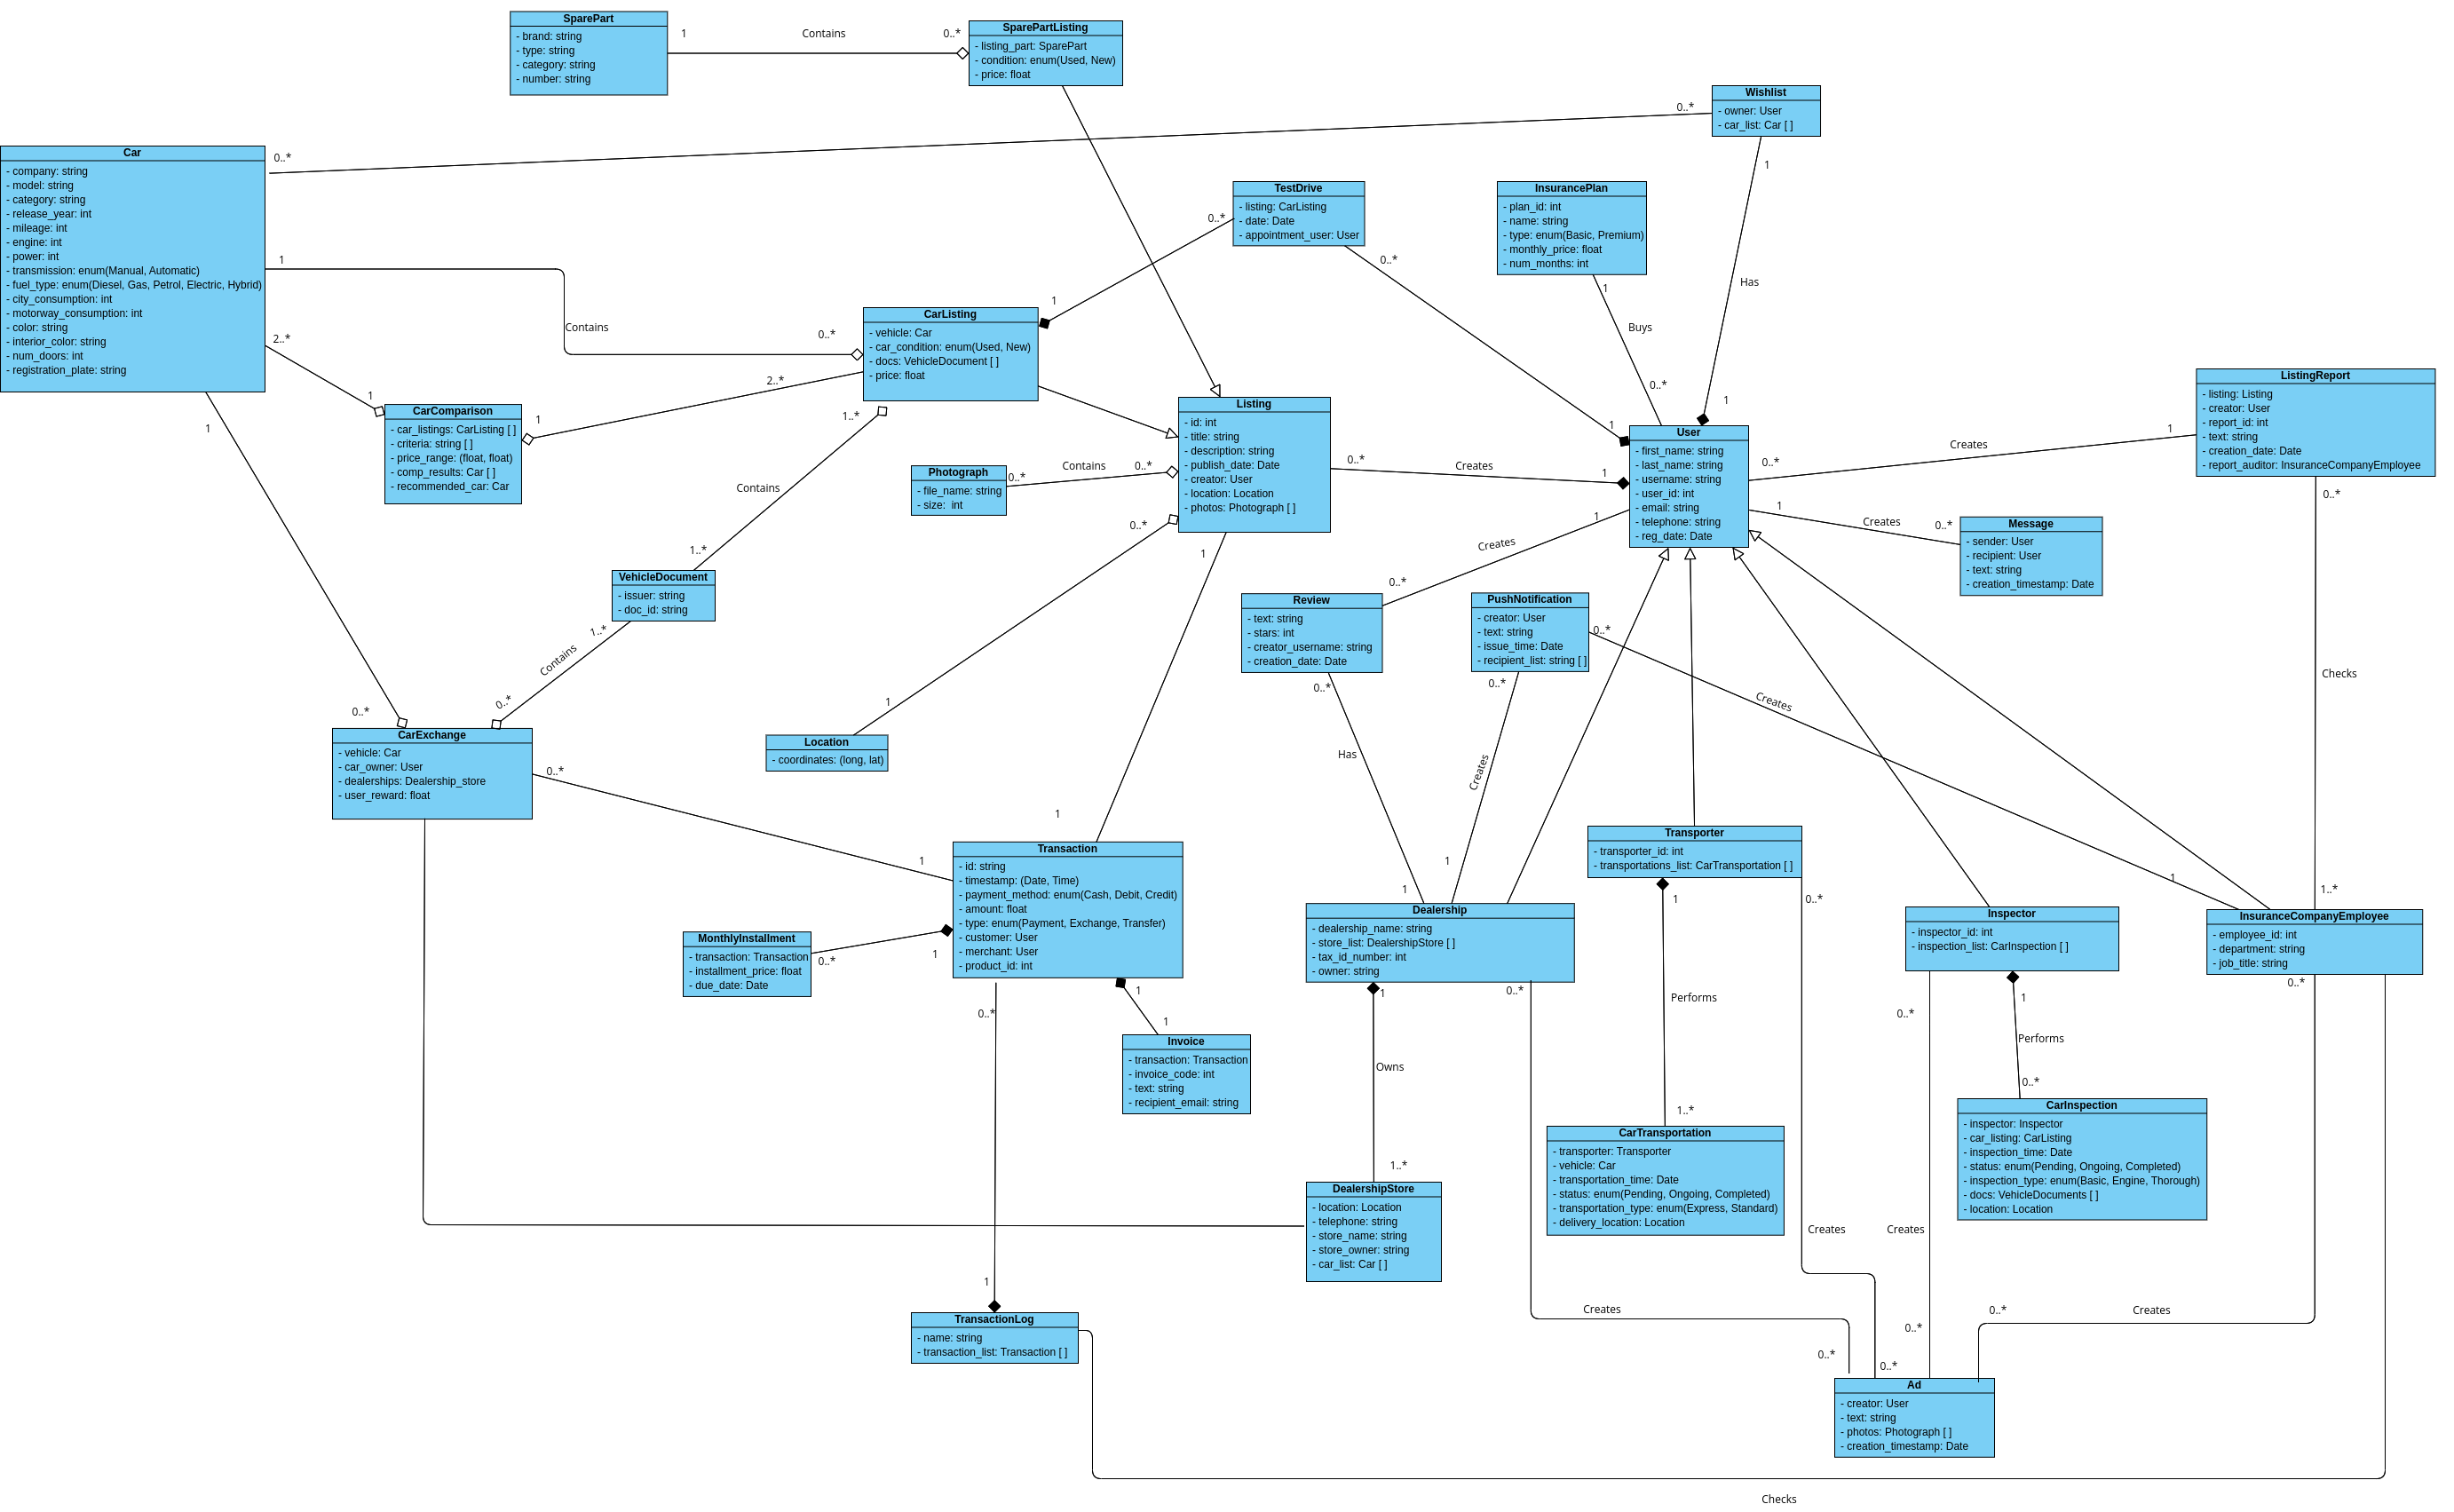 SparePart
- brand: string
- type: string
- category: string
- number: string
1
Contains
0..*
SparePartListing
- listing_part: SparePart
- condition: enum(Used, New)
- price: float
Wishlist
- owner: User
- car_list: Car [ ]
0..*
0..*
1
Has
1
Car
- company: string
- model: string
- category: string
- release_year: int
- mileage: int
- engine: int
- power: int
- transmission: enum(Manual, Automatic)
- fuel_type: enum(Diesel, Gas, Petrol, Electric, Hybrid)
- city_consumption: int
- motorway_consumption: int
- color: string
- interior_color: string
- num_doors: int
- registration_plate: string
1
Contains
0..*
2..*
1
1
2..*
1
0..*
TestDrive
- listing: CarListing
- date: Date
- appointment_user: User
0..*
1
0..*
1
InsurancePlan
- plan_id: int
- name: string
- type: enum(Basic, Premium)
- monthly_price: float
- num_months: int
1
Buys
0..*
CarListing
- vehicle: Car
- car_condition: enum(Used, New)
- docs: VehicleDocument [ ]
- price: float
1..*
Contains
1..*
CarComparison
- car_listings: CarListing [ ]
- criteria: string [ ]
- price_range: (float, float)
- comp_results: Car [ ]
- recommended_car: Car
Listing
- id: int
- title: string
- description: string
- publish_date: Date
- creator: User
- location: Location
- photos: Photograph [ ]
Photograph
- file_name: string
- size:  int
0..*
Contains
0..*
0..*
1
0..*
Creates
1
User
- first_name: string
- last_name: string
- username: string
- user_id: int
- email: string
- telephone: string
- reg_date: Date
0..*
Creates
1
ListingReport
- listing: Listing
- creator: User
- report_id: int
- text: string
- creation_date: Date
- report_auditor: InsuranceCompanyEmployee
0..*
Checks
1..*
1
Creates
0..*
Message
- sender: User
- recipient: User
- text: string
- creation_timestamp: Date
1
Creates
0..*
VehicleDocument
- issuer: string
- doc_id: string
1..*
Contains
0..*
Review
- text: string
- stars: int
- creator_username: string
- creation_date: Date
0..*
Has
1
PushNotification
- creator: User
- text: string
- issue_time: Date
- recipient_list: string [ ]
0..*
Creates
1
0..*
Creates
1
Location
- coordinates: (long, lat)
1
1
CarExchange
- vehicle: Car
- car_owner: User
- dealerships: Dealership_store
- user_reward: float
0..*
1
Transaction
- id: string
- timestamp: (Date, Time)
- payment_method: enum(Cash, Debit, Credit)
- amount: float
- type: enum(Payment, Exchange, Transfer)
- customer: User
- merchant: User
- product_id: int
MonthlyInstallment
- transaction: Transaction
- installment_price: float
- due_date: Date
0..*
1
1
1
Invoice
- transaction: Transaction
- invoice_code: int
- text: string
- recipient_email: string
0..*
1
Dealership
- dealership_name: string
- store_list: DealershipStore [ ]
- tax_id_number: int
- owner: string
1
Owns
1..*
0..*
Creates
0..*
Transporter
- transporter_id: int
- transportations_list: CarTransportation [ ]
1
Performs
1..*
0..*
Creates
0..*
Inspector
- inspector_id: int
- inspection_list: CarInspection [ ]
0..*
Creates
0..*
1
Performs
0..*
InsuranceCompanyEmployee
- employee_id: int
- department: string
- job_title: string
0..*
Creates
0..*
CarInspection
- inspector: Inspector
- car_listing: CarListing
- inspection_time: Date
- status: enum(Pending, Ongoing, Completed)
- inspection_type: enum(Basic, Engine, Thorough)
- docs: VehicleDocuments [ ]
- location: Location
CarTransportation
- transporter: Transporter
- vehicle: Car
- transportation_time: Date
- status: enum(Pending, Ongoing, Completed)
- transportation_type: enum(Express, Standard)
- delivery_location: Location
DealershipStore
- location: Location
- telephone: string
- store_name: string
- store_owner: string
- car_list: Car [ ]
TransactionLog
- name: string
- transaction_list: Transaction [ ]
Ad
- creator: User
- text: string
- photos: Photograph [ ]
- creation_timestamp: Date
Checks